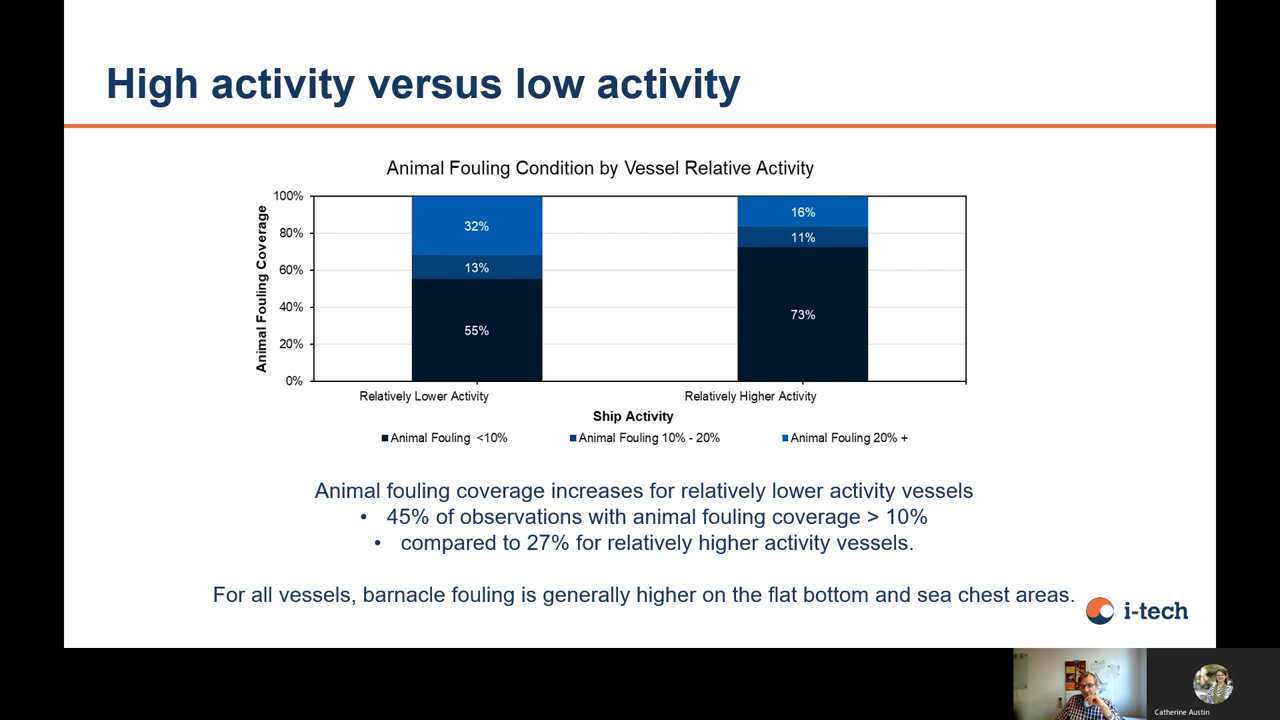 High activity versus low activity
Animal Fouling Condition by Vessel Relative Activity
Animal Fouling Coverage
100%
80%
60%
40%
20%
0%
32%
13%
55%
16%
11%
73%
Relatively Lower Activity
Relatively Higher Activity
Ship Activity
Animal Fouling <10%
Animal Fouling 10% - 20%
Animal Fouling 20% +
Animal fouling coverage increases for relatively lower activity vessels
• 45% of observations with animal fouling coverage > 10%
• compared to 27% for relatively higher activity vessels.
For all vessels, barnacle fouling is generally higher on the flat bottom and sea chest areas.
i-tech
Catherine Austin